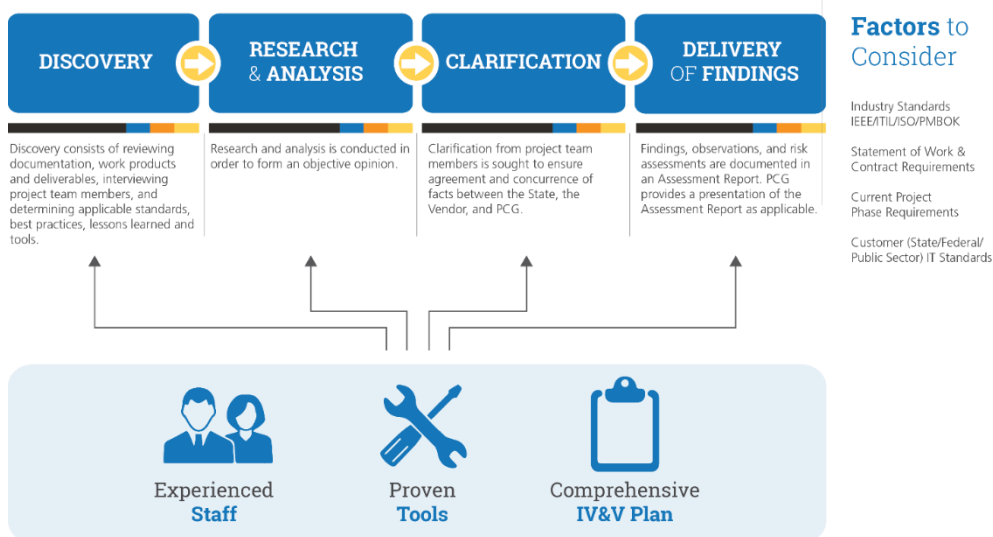 DISCOVERY
RESEARCH
& ANALYSIS
CLARIFICATION
DELIVERY
OF FINDINGS
Discovery consists of reviewing
documentation, work products
and deliverables, interviewing
project team members, and
determining applicable standards,
best practices, lessons learned and
tools.
Research and analysis is conducted in
order to form an objective opinion.
Clarification from project team
members is sought to ensure
agreement and concurrence of
facts between the State, the
Vendor, and PCG.
Findings, observations, and risk
assessments are documented in
an Assessment Report. PCG
provides a presentation of the
Assessment Report as applicable.
Factors to
Consider
Industry Standards
IEEE/ITIL/ISO/PMBOK
Statement of Work &
Contract Requirements
Current Project
Phase Requirements
Customer (State/Federal/
Public Sector) IT Standards
Experienced
Staff
Proven
Tools
Comprehensive
IV&V Plan